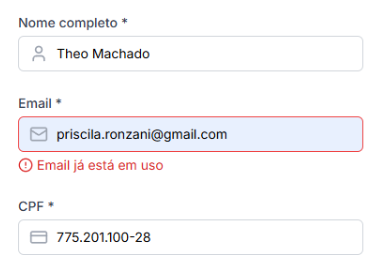 Nome completo *
Theo Machado
Email *
priscila.ronzani@gmail.com
Email já está em uso
CPF *
775.201.100-28